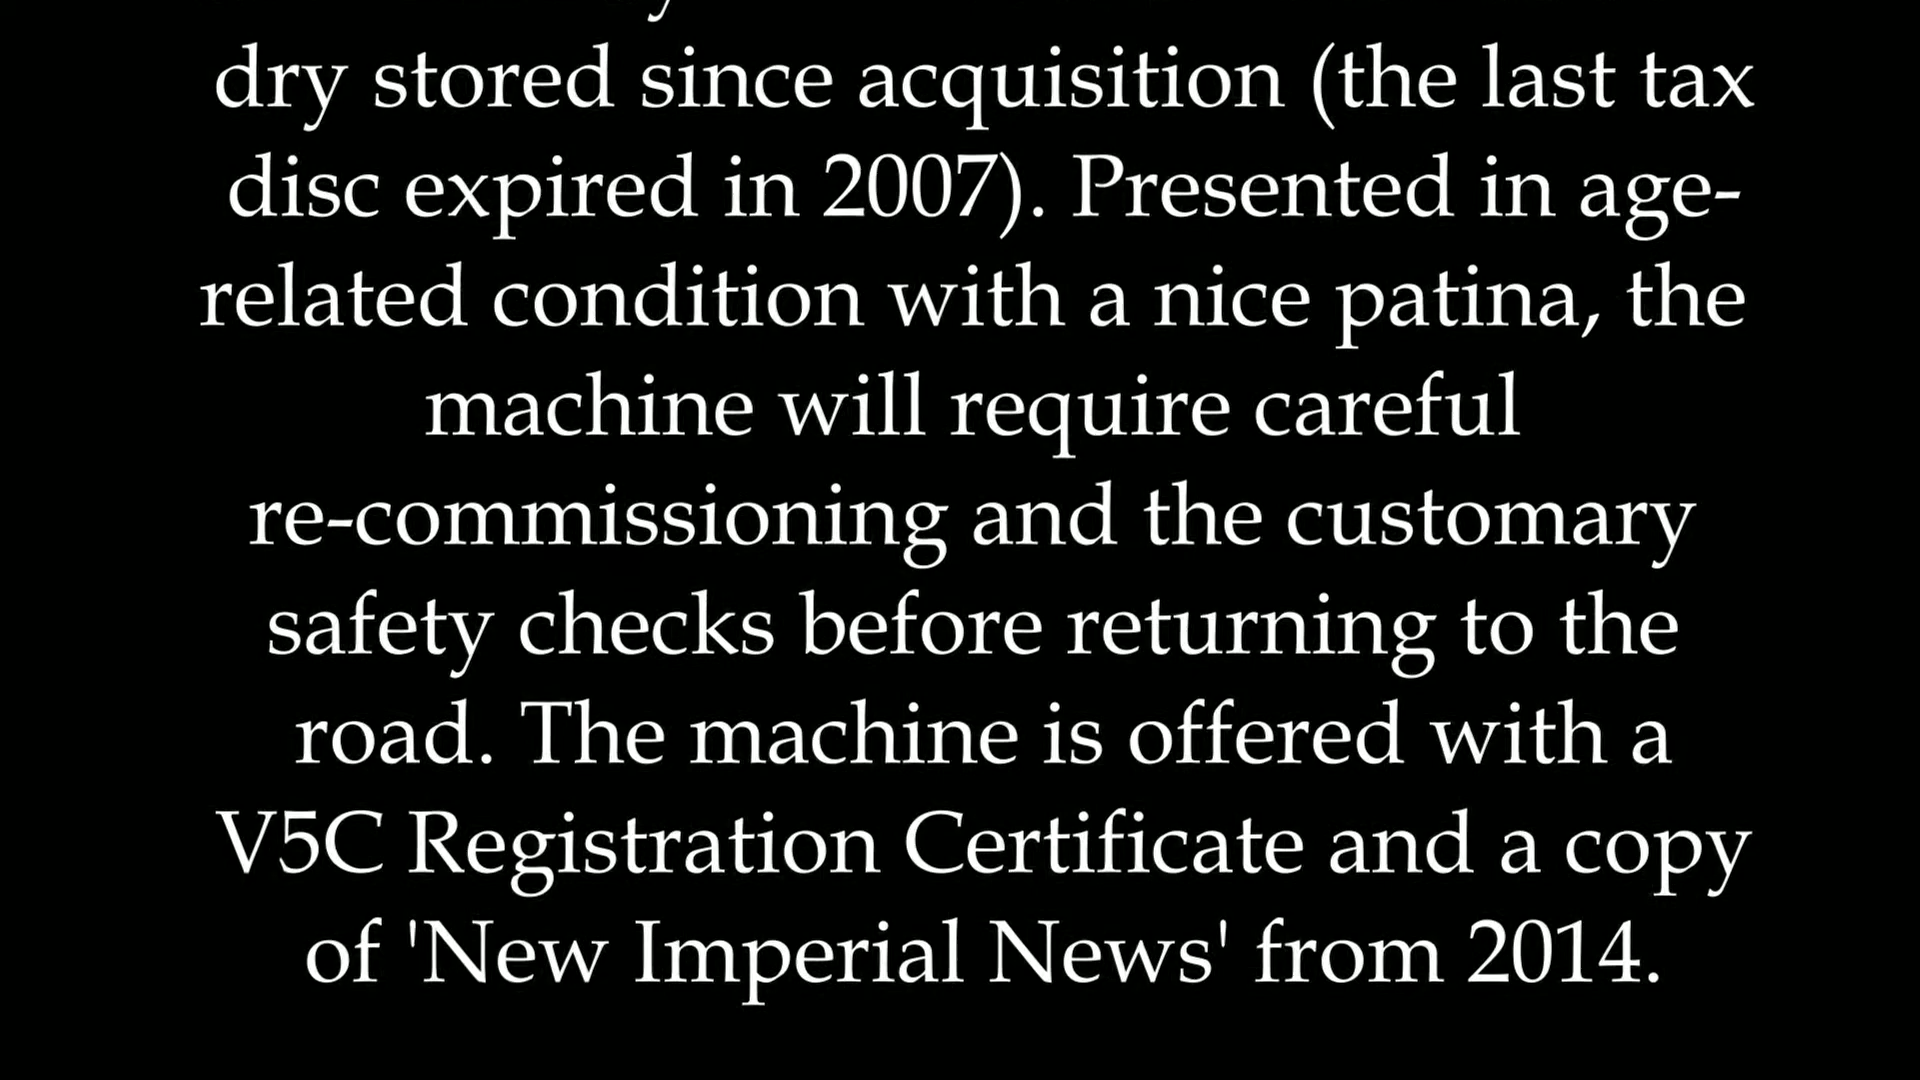 dry stored since acquisition (the last tax
disc expired in 2007). Presented in age-
related condition with a nice patina, the
machine will require careful
re-commissioning and the customary
safety checks before returning to the
road. The machine is offered with a
V5C Registration Certificate and a copy
of 'New Imperial News' from 2014.